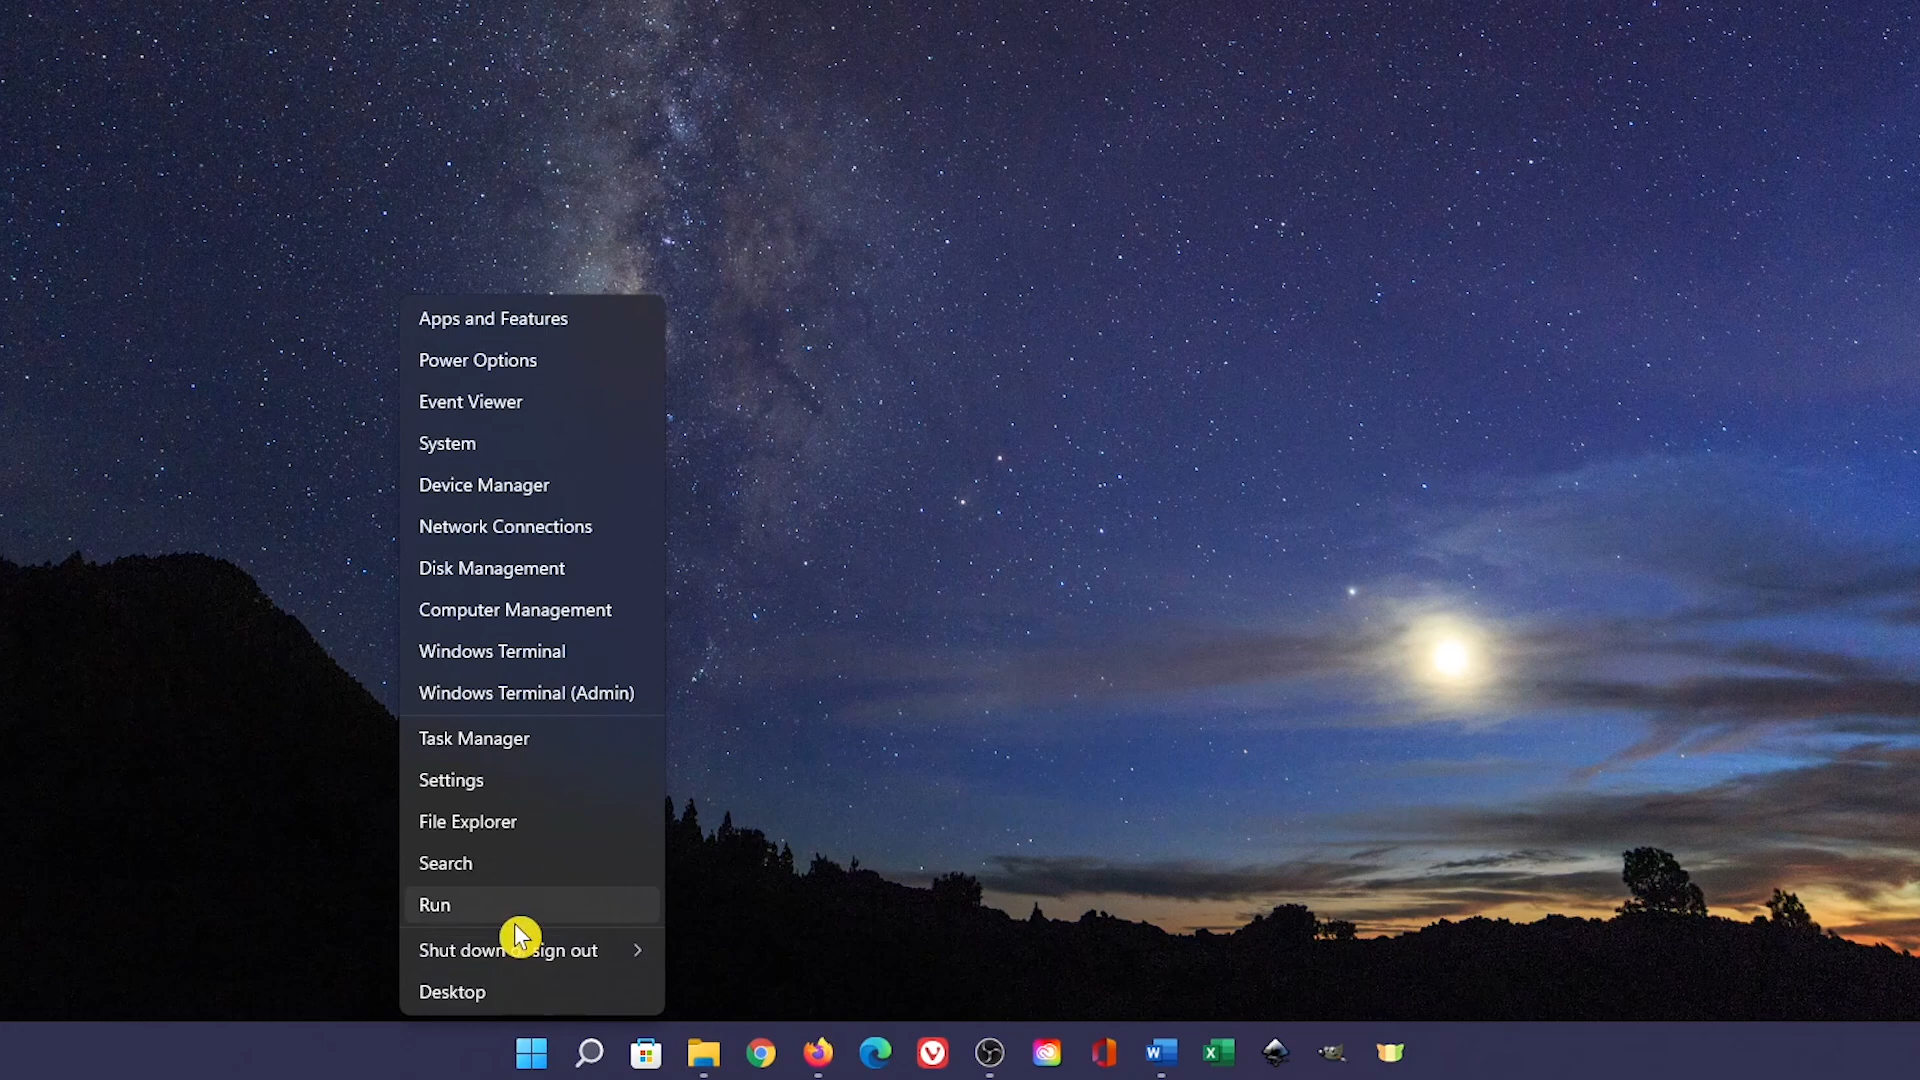 Apps and Features
Power Options
Event Viewer
System
Device Manager
Network Connections
Disk Management
Computer Management
Windows Terminal
Windows Terminal (Admin)
Task Manager
Settings
File Explorer
Search
Run
Shut down or sign out
Desktop